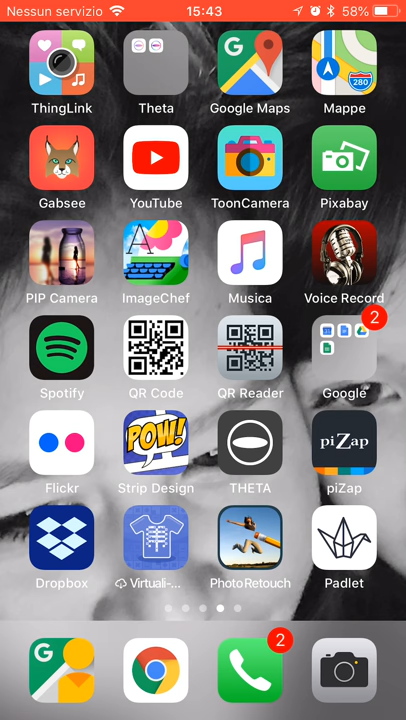 Nessun servizio 15:43 58%
280
ThingLink Theta Google Maps Mappe
Gabsee YouTube ToonCamera Pixabay
A
PIP Camera ImageChef Musica Voice Record
2
Spotify QR Code QR Reader Google
POW!
piZap
Flickr Strip Design THETA piZap
Dropbox Virtuali-... PhotoRetouch Padlet
G
2